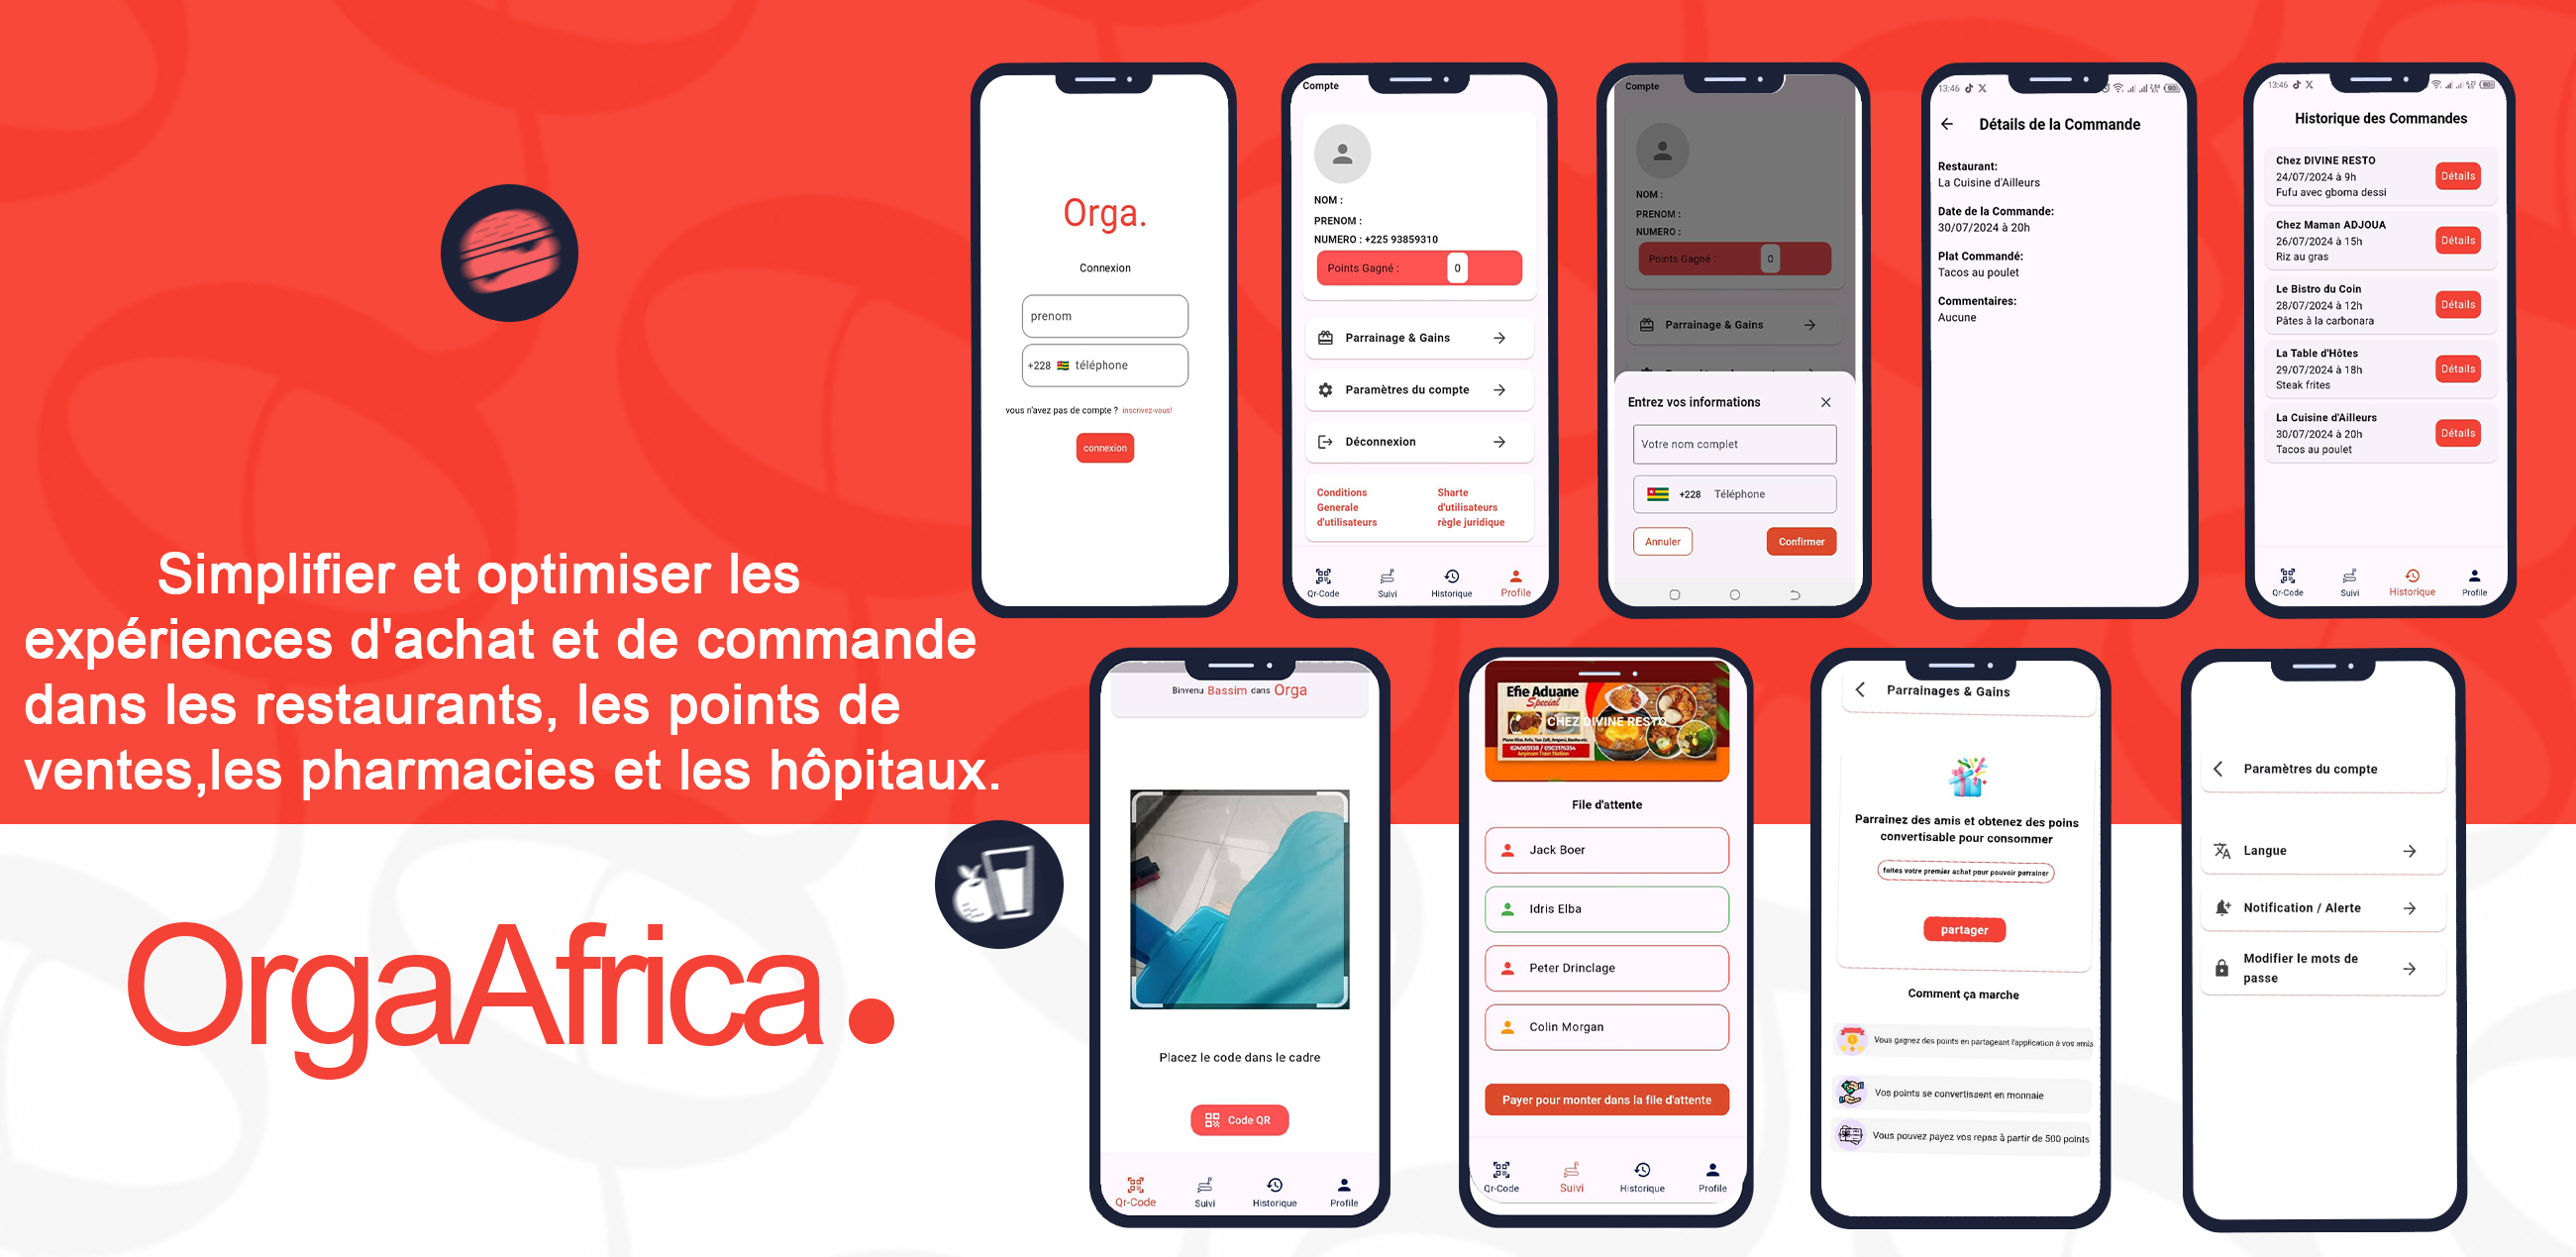 Simplifier et optimiser les
expériences d'achat et de commande
dans les restaurants, les points de
ventes,les pharmacies et les hôpitaux.
OrgaAfrica.
Orga.
Connexion
prenom
+228 téléphone
vous n'avez pas de compte ? inscrivez-vous!
connexion
Compte
NOM :
PRENOM :
NUMERO : +225 93859310
Points Gagné : 0
Parrainage & Gains
Paramètres du compte
Déconnexion
Conditions
Generale
d'utilisateurs
Sharte
d'utilisateurs
règle juridique
Qr-Code Suivi Historique Profile
Compte
NOM :
PRENOM :
NUMERO :
Points Gagné : 0
Parrainage & Gains
Entrez vos informations
Votre nom complet
+228 Téléphone
Annuler Confirmer
13:46
Détails de la Commande
Restaurant:
La Cuisine d'Ailleurs
Date de la Commande:
30/07/2024 à 20h
Plat Commandé:
Tacos au poulet
Commentaires:
Aucune
13:46
Historique des Commandes
Chez DIVINE RESTO
24/07/2024 à 9h
Fufu avec gboma dessi
Détails
Chez Maman ADJOUA
26/07/2024 à 15h
Riz au gras
Détails
Le Bistro du Coin
28/07/2024 à 12h
Pâtes à la carbonara
Détails
La Table d'Hôtes
29/07/2024 à 18h
Steak frites
Détails
La Cuisine d'Ailleurs
30/07/2024 à 20h
Tacos au poulet
Détails
Qr-Code Suivi Historique Profile
Binvenu Bassim dans Orga
Placez le code dans le cadre
Code QR
Qr-Code Suivi Historique Profile
Efie Aduane
Special
CHEZ DIVINE RESTO
Anyinam Train Station
File d'attente
Jack Boer
Idris Elba
Peter Drinclage
Colin Morgan
Payer pour monter dans la file d'attente
Qr-Code Suivi Historique Profile
Parrainages & Gains
Parrainez des amis et obtenez des poins
convertisable pour consommer
faites votre premier achat pour pouvoir parrainer
partager
Comment ça marche
Vous gagnez des points en partageant l'application à vos amis
Vos points se convertissent en monnaie
Vous pouvez payez vos repas à partir de 500 points
Paramètres du compte
Langue
Notification / Alerte
Modifier le mots de
passe